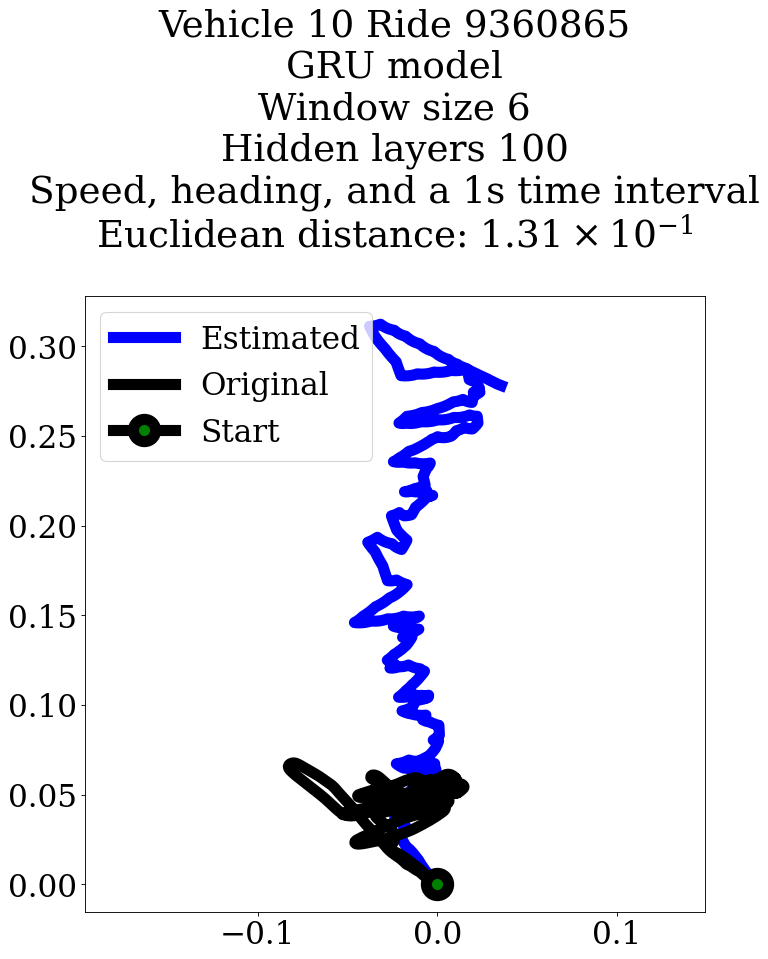 Vehicle 10 Ride 9360865
GRU model
Window size 6
Hidden layers 100
Speed, heading, and a 1s time interval
Euclidean distance: 1.31 × 10⁻¹
Estimated
Original
Start
0.30
0.25
0.20
0.15
0.10
0.05
0.00
−0.1
0.0
0.1